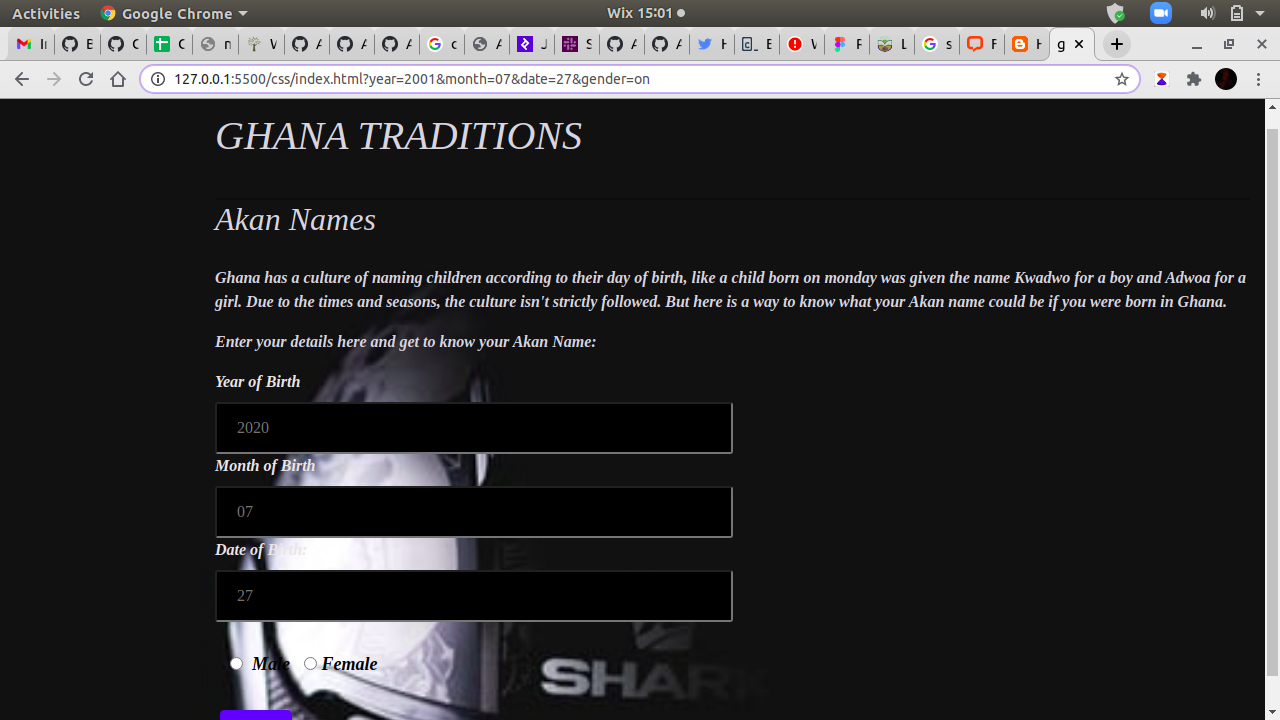 Activities Google Chrome Wix 15:01
127.0.0.1:5500/css/index.html?year=2001&month=07&date=27&gender=on
GHANA TRADITIONS
Akan Names
Ghana has a culture of naming children according to their day of birth, like a child born on monday was given the name Kwadwo for a boy and Adwoa for a
girl. Due to the times and seasons, the culture isn't strictly followed. But here is a way to know what your Akan name could be if you were born in Ghana.
Enter your details here and get to know your Akan Name:
Year of Birth
2020
Month of Birth
07
Date of Birth:
27
Male Female
SHARK